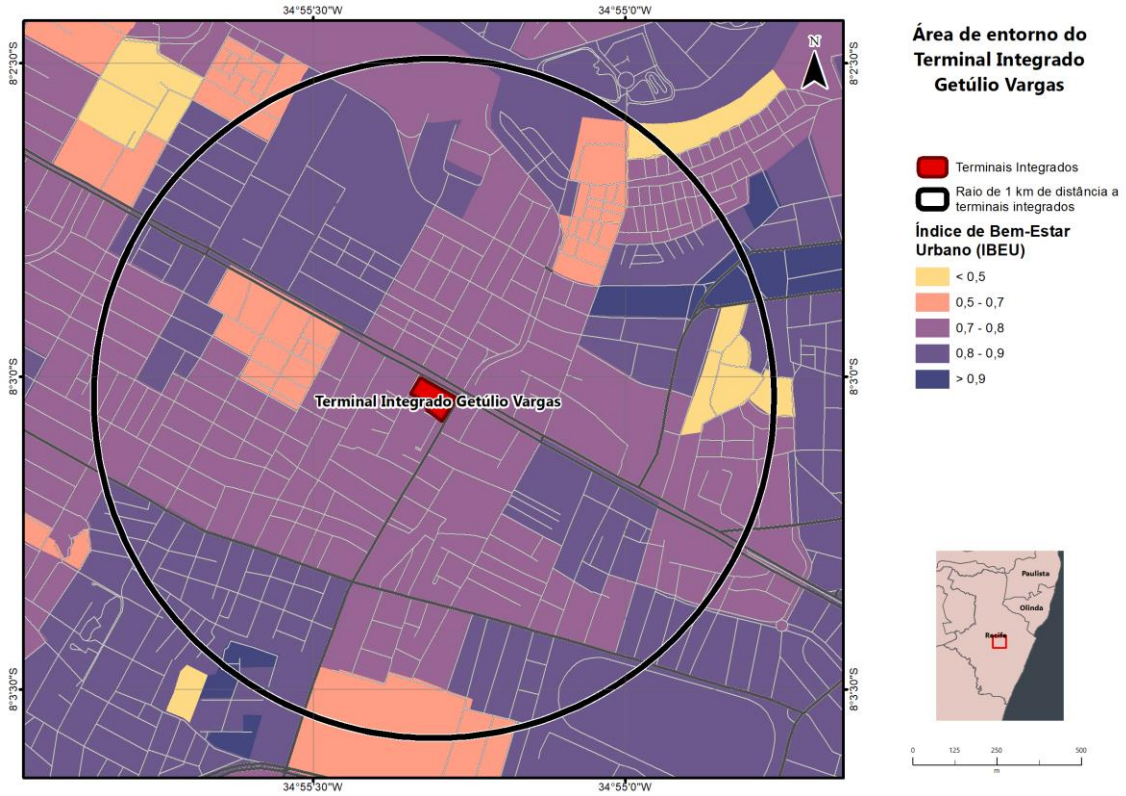 34°55'30"W
34°55'0"W
8°2'30"S
8°2'30"S
N
8°3'0"S
8°3'0"S
Terminal Integrado Getúlio Vargas
8°3'30"S
8°3'30"S
34°55'30"W
34°55'0"W
Área de entorno do
Terminal Integrado
Getúlio Vargas
Terminais Integrados
Raio de 1 km de distância a
terminais integrados
Índice de Bem-Estar
Urbano (IBEU)
< 0,5
0,5 - 0,7
0,7 - 0,8
0,8 - 0,9
> 0,9
Paulista
Olinda
Recife
0 125 250 500
m